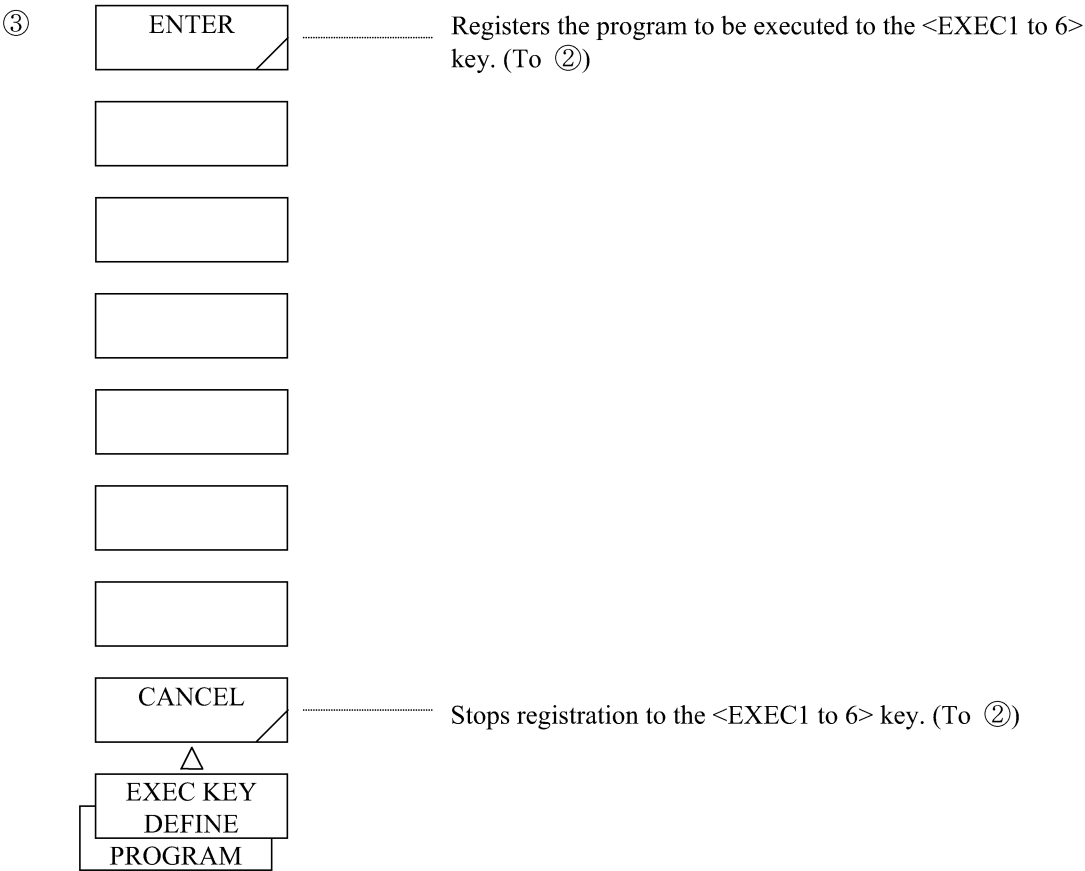 ③
ENTER
Registers the program to be executed to the <EXEC1 to 6>
key. (To ②)
CANCEL
Stops registration to the <EXEC1 to 6> key. (To ②)
EXEC KEY
DEFINE
PROGRAM